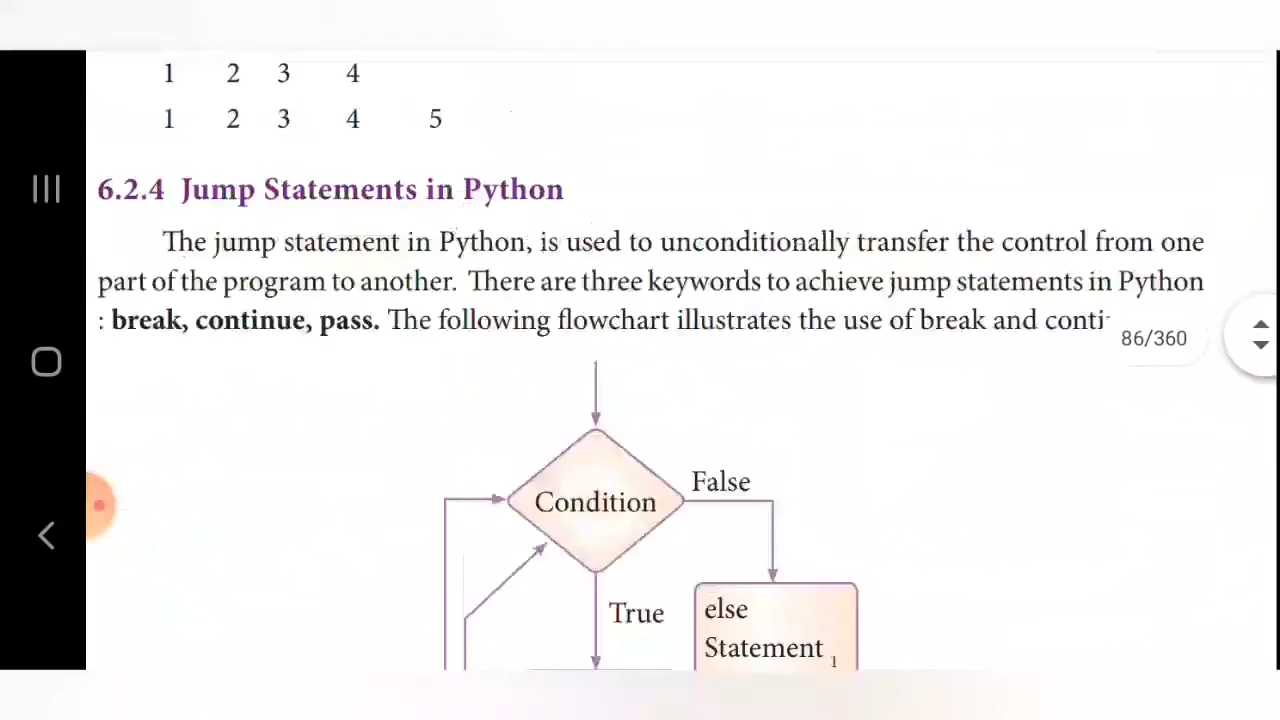 1 2 3 4
1 2 3 4 5
6.2.4 Jump Statements in Python
The jump statement in Python, is used to unconditionally transfer the control from one
part of the program to another. There are three keywords to achieve jump statements in Python
: break, continue, pass. The following flowchart illustrates the use of break and conti
86/360
Condition
False
True
else
Statement 1